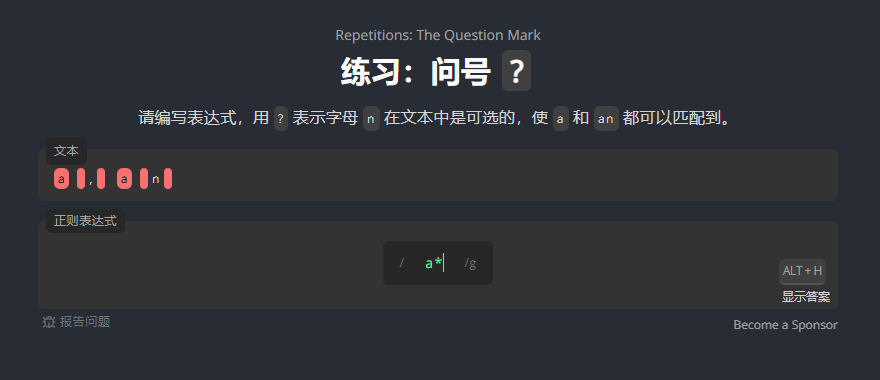 Repetitions: The Question Mark
练习：问号 ?
请编写表达式，用 ? 表示字母 n 在文本中是可选的，使 a 和 an 都可以匹配到。
文本
a , a n
正则表达式
/ a* /g
ALT + H
显示答案
报告问题
Become a Sponsor